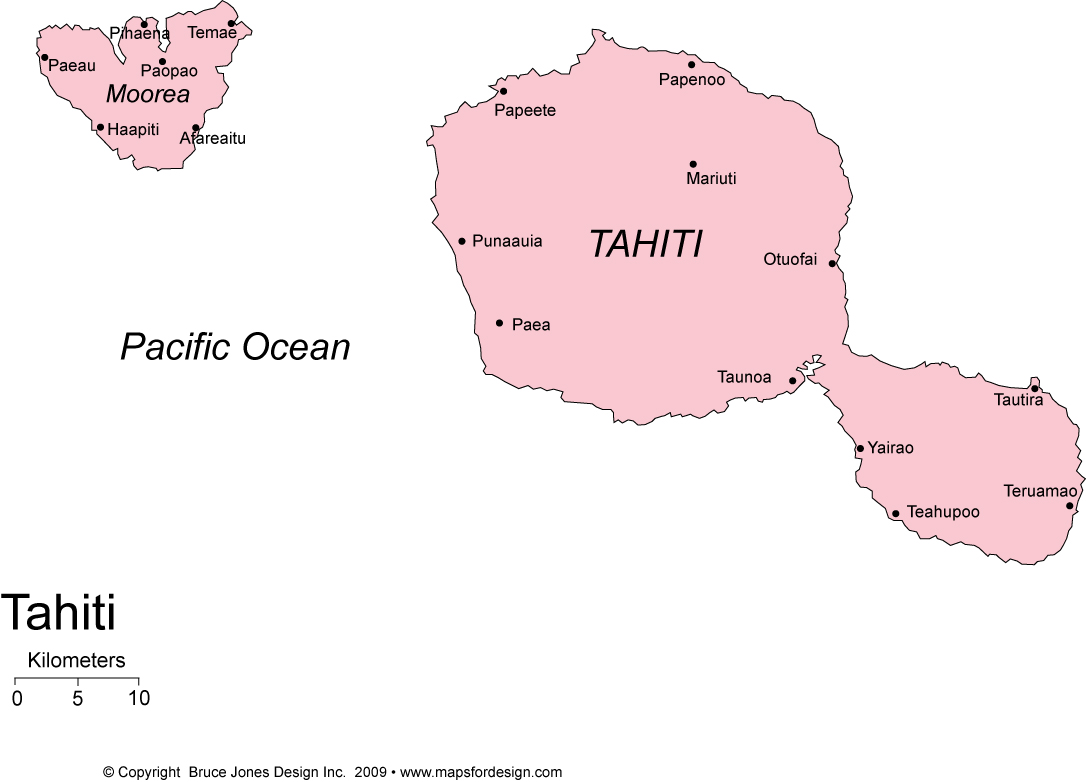 Pihaena
Temae
Paeau
Paopao
Moorea
Haapiti
Afareaitu
Papenoo
Papeete
Mariuti
Punaauia
TAHITI
Otuofai
Paea
Pacific Ocean
Taunoa
Tautira
Yairao
Teruamao
Teahupoo
Tahiti
Kilometers
0 5 10
© Copyright Bruce Jones Design Inc. 2009 • www.mapsfordesign.com